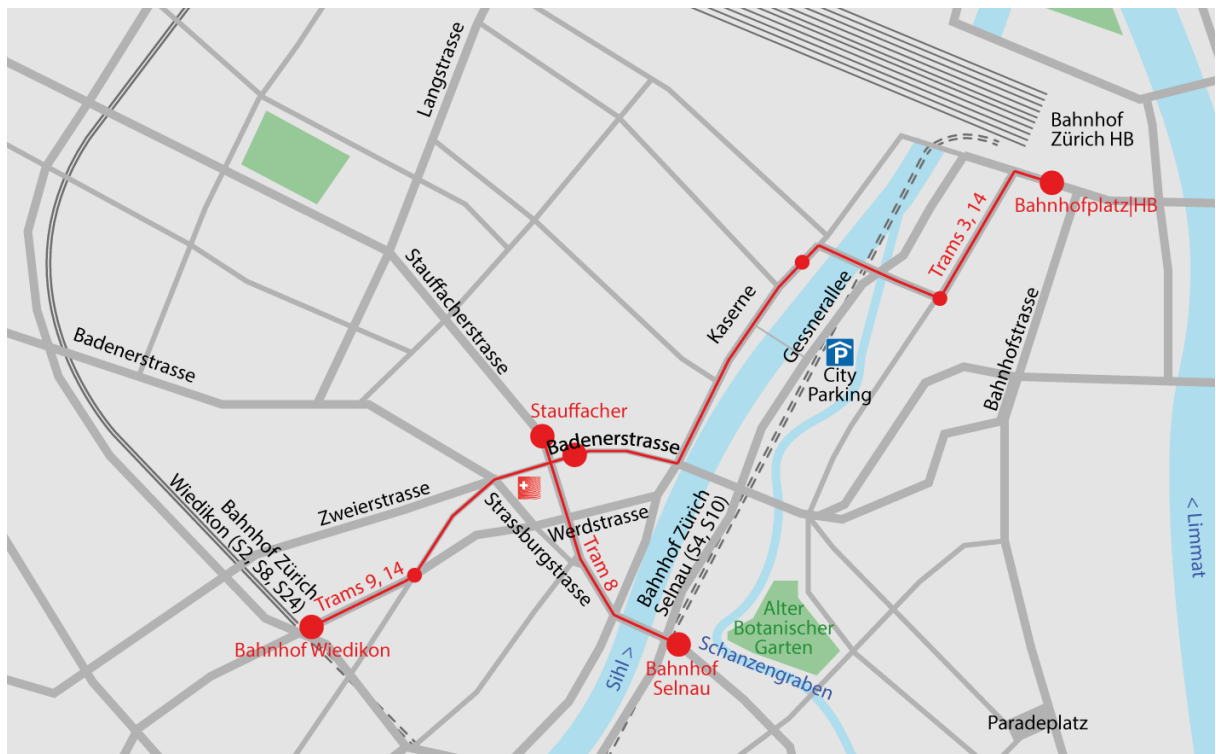 Langstrasse
Bahnhof
Zürich HB
Bahnhofplatz|HB
Trams 3, 14
Stauffacherstrasse
Kaserne
Gessnerallee
P
City
Parking
Bahnhofstrasse
Badenerstrasse
Stauffacher
Badenerstrasse
Zweierstrasse
Strassburgstrasse
Werdstrasse
Tram 8
Bahnhof Zürich
Selnau (S4, S10)
< Limmat
Bahnhof Zürich
Wiedikon (S2, S8, S24)
Trams 9, 14
Bahnhof Wiedikon
Sihl >
Bahnhof
Selnau
Alter
Botanischer
Garten
Schanzengraben
Paradeplatz